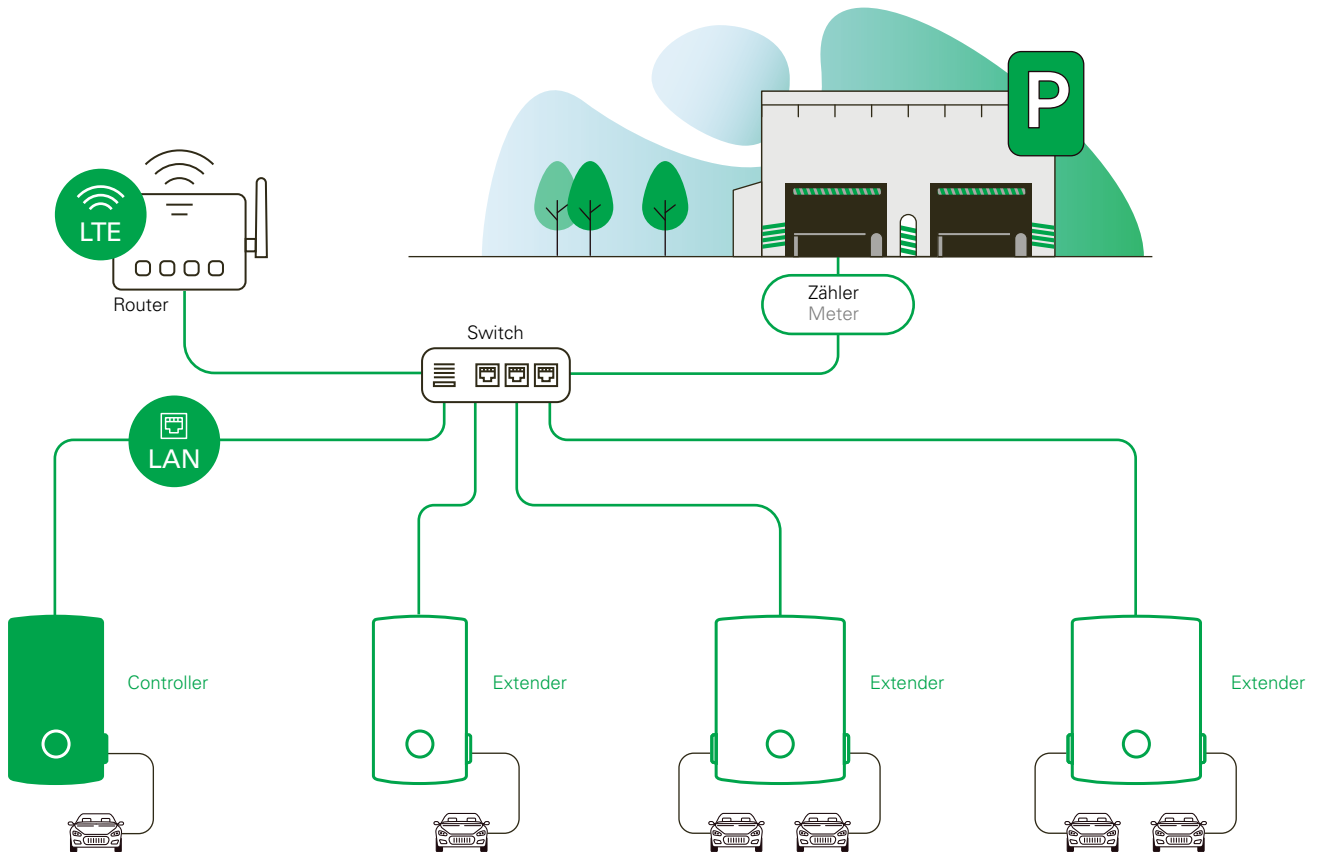 P
LTE
Router
Zähler
Meter
Switch
LAN
Controller
Extender
Extender
Extender